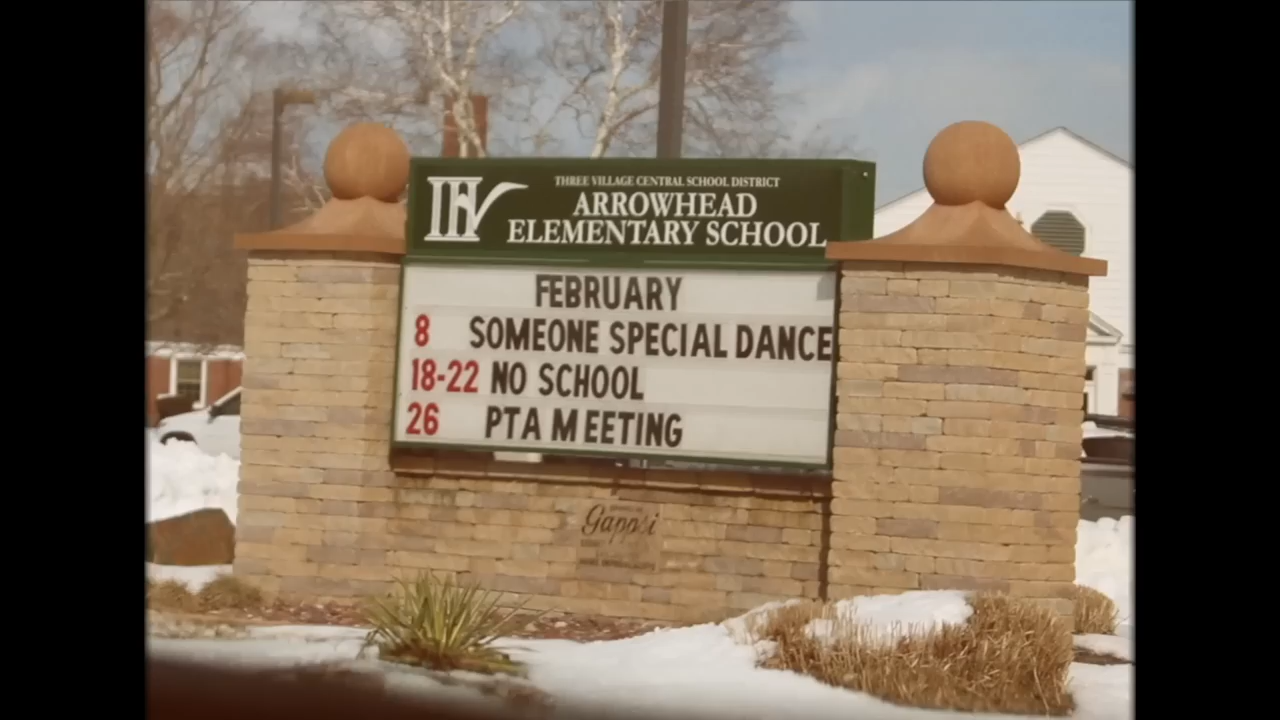 THREE VILLAGE CENTRAL SCHOOL DISTRICT
ARROWHEAD
ELEMENTARY SCHOOL
FEBRUARY
8 SOMEONE SPECIAL DANCE
18-22 NO SCHOOL
26 PTA MEETING
Gappsi